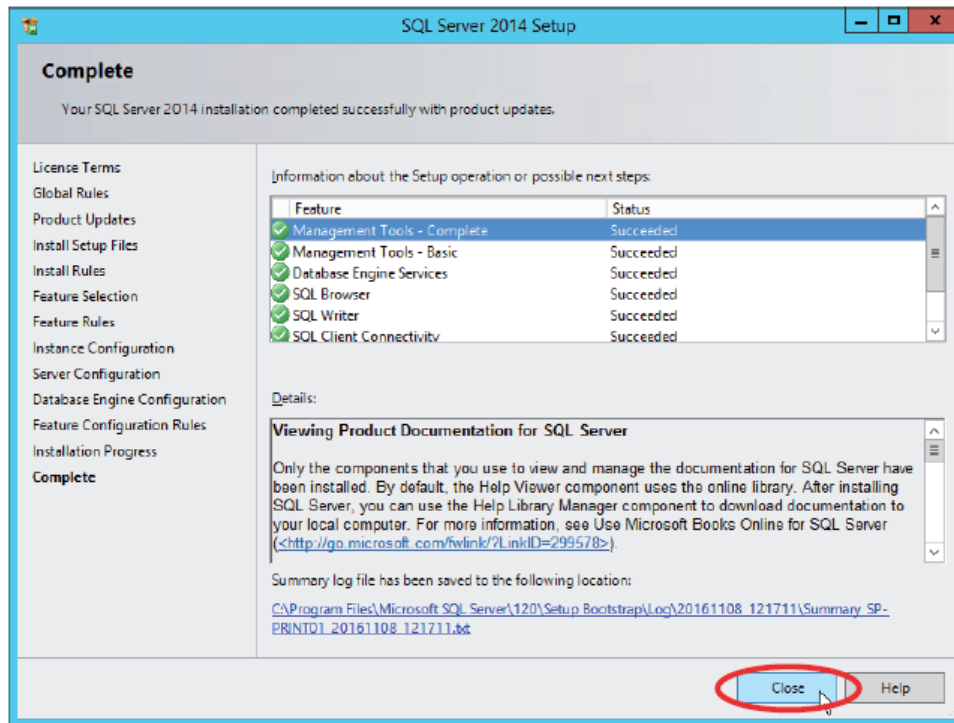 SQL Server 2014 Setup
Complete
Your SQL Server 2014 installation completed successfully with product updates.
License Terms
Global Rules
Product Updates
Install Setup Files
Install Rules
Feature Selection
Feature Rules
Instance Configuration
Server Configuration
Database Engine Configuration
Feature Configuration Rules
Installation Progress
Complete
Information about the Setup operation or possible next steps:
Feature Status
Management Tools - Complete Succeeded
Management Tools - Basic Succeeded
Database Engine Services Succeeded
SQL Browser Succeeded
SQL Writer Succeeded
SQL Client Connectivity Succeeded
Details:
Viewing Product Documentation for SQL Server
Only the components that you use to view and manage the documentation for SQL Server have
been installed. By default, the Help Viewer component uses the online library. After installing
SQL Server, you can use the Help Library Manager component to download documentation to
your local computer. For more information, see Use Microsoft Books Online for SQL Server
(<http://go.microsoft.com/fwlink/?LinkID=299578>).
Summary log file has been saved to the following location:
C:\Program Files\Microsoft SQL Server\120\Setup Bootstrap\Log\20161108_121711\Summary_SP-
PRINT01_20161108_121711.txt
Close Help